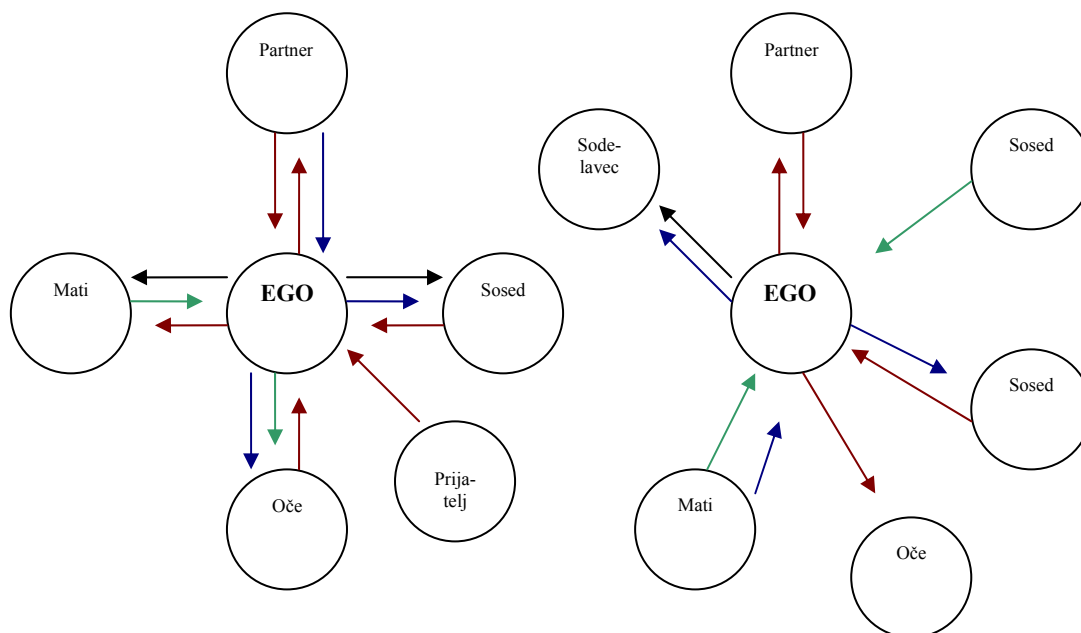 Partner
Mati
EGO
Sosed
Oče
Prija-
telj
Partner
Sode-
lavec
Sosed
EGO
Sosed
Mati
Oče